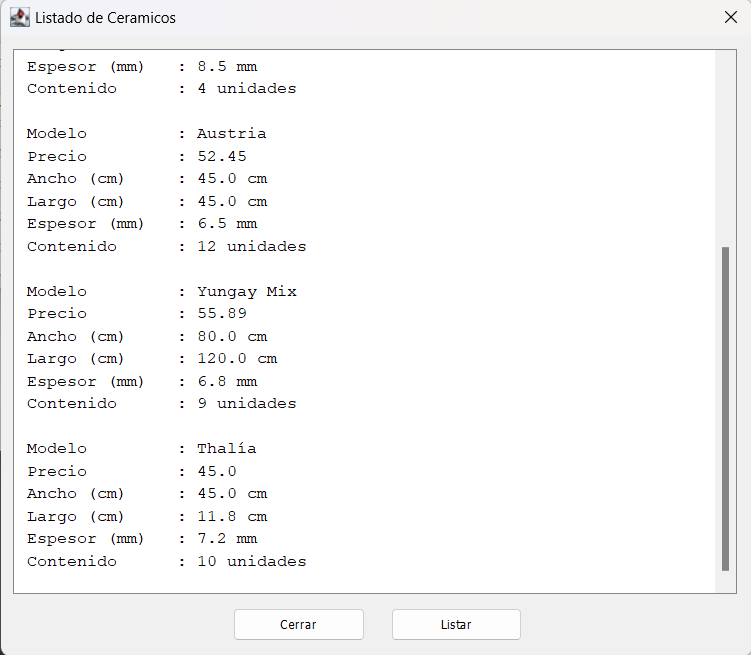 Listado de Ceramicos
Espesor (mm) : 8.5 mm
Contenido : 4 unidades
Modelo : Austria
Precio : 52.45
Ancho (cm) : 45.0 cm
Largo (cm) : 45.0 cm
Espesor (mm) : 6.5 mm
Contenido : 12 unidades
Modelo : Yungay Mix
Precio : 55.89
Ancho (cm) : 80.0 cm
Largo (cm) : 120.0 cm
Espesor (mm) : 6.8 mm
Contenido : 9 unidades
Modelo : Thalía
Precio : 45.0
Ancho (cm) : 45.0 cm
Largo (cm) : 11.8 cm
Espesor (mm) : 7.2 mm
Contenido : 10 unidades
Cerrar Listar